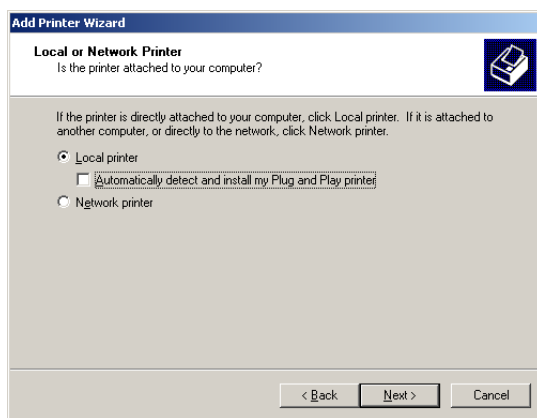 Add Printer Wizard
Local or Network Printer
Is the printer attached to your computer?
If the printer is directly attached to your computer, click Local printer. If it is attached to
another computer, or directly to the network, click Network printer.
Local printer
Automatically detect and install my Plug and Play printer
Network printer
< Back
Next >
Cancel